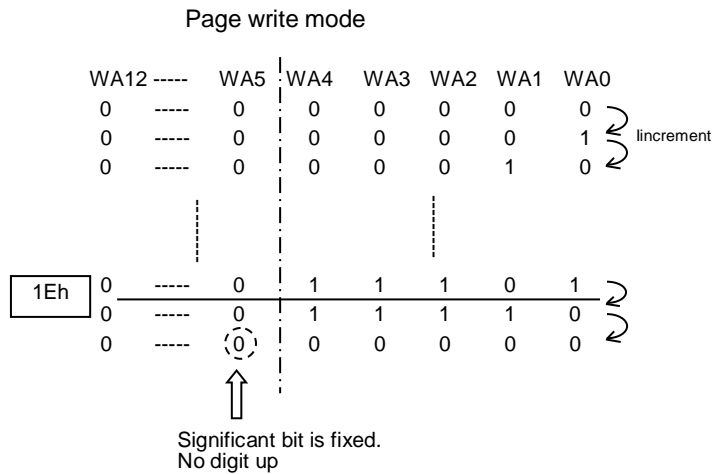 Page write mode
WA12 ----- WA5 WA4 WA3 WA2 WA1 WA0
0 ----- 0 0 0 0 0 0
0 ----- 0 0 0 0 0 1 Iincrement
0 ----- 0 0 0 0 1 0
1Eh 0 ----- 0 1 1 1 0 1
0 ----- 0 1 1 1 1 0
0 ----- 0 0 0 0 0 0
Significant bit is fixed.
No digit up